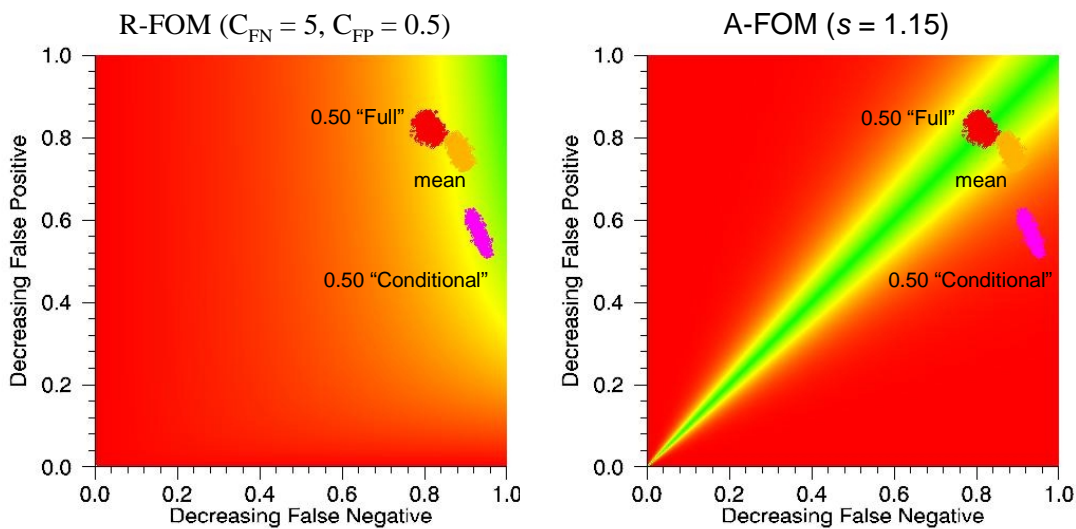 R-FOM (C_FN = 5, C_FP = 0.5)
1.0
0.8
0.6
0.4
0.2
0.0
Decreasing False Positive
0.50 “Full”
mean
0.50 “Conditional”
0.0 0.2 0.4 0.6 0.8 1.0
Decreasing False Negative
A-FOM (s = 1.15)
1.0
0.8
0.6
0.4
0.2
0.0
Decreasing False Positive
0.50 “Full”
mean
0.50 “Conditional”
0.0 0.2 0.4 0.6 0.8 1.0
Decreasing False Negative